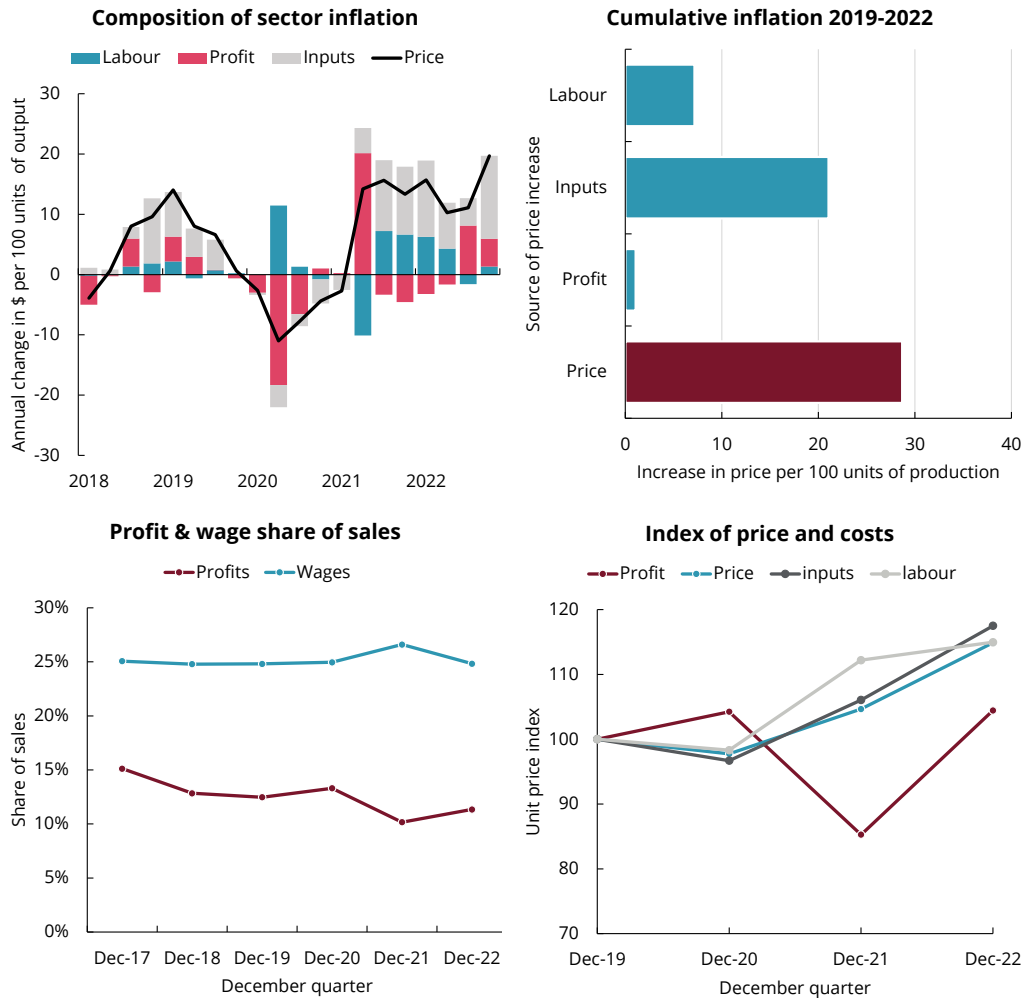 Composition of sector inflation
Labour Profit Inputs Price
Annual change in $ per 100 units of output
30
20
10
0
-10
-20
-30
2018 2019 2020 2021 2022
Cumulative inflation 2019-2022
Source of price increase
Labour
Inputs
Profit
Price
0 10 20 30 40
Increase in price per 100 units of production
Profit & wage share of sales
Profits Wages
Share of sales
30%
25%
20%
15%
10%
5%
0%
Dec-17 Dec-18 Dec-19 Dec-20 Dec-21 Dec-22
December quarter
Index of price and costs
Profit Price inputs labour
Unit price index
120
110
100
90
80
70
Dec-19 Dec-20 Dec-21 Dec-22
December quarter